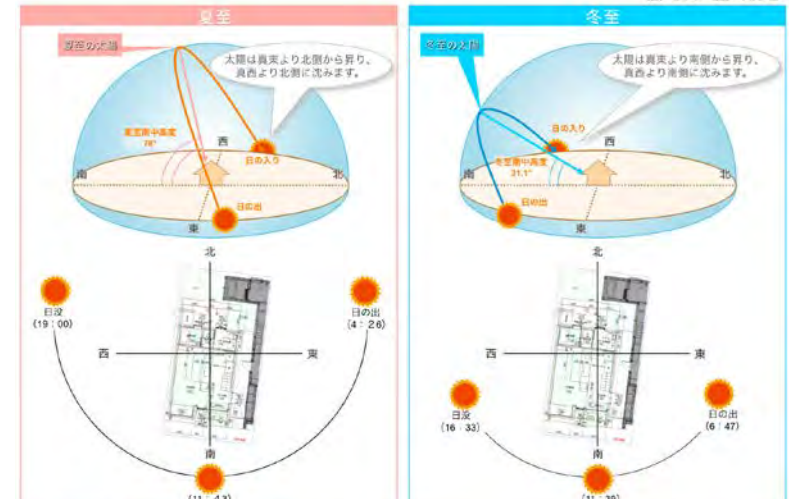 夏至
夏至の太陽
太陽は真東より北側から昇り、
真西より北側に沈みます。
西
日の入り
78°
南
北
日の出
東
北
日没
(19：00)
日の出
(4：26)
西
東
南
冬至
冬至の太陽
太陽は真東より南側から昇り、
真西より南側に沈みます。
日の入り
西
冬至南中高度
31.1°
南
北
日の出
東
北
西
東
日没
(16：33)
日の出
(6：47)
南